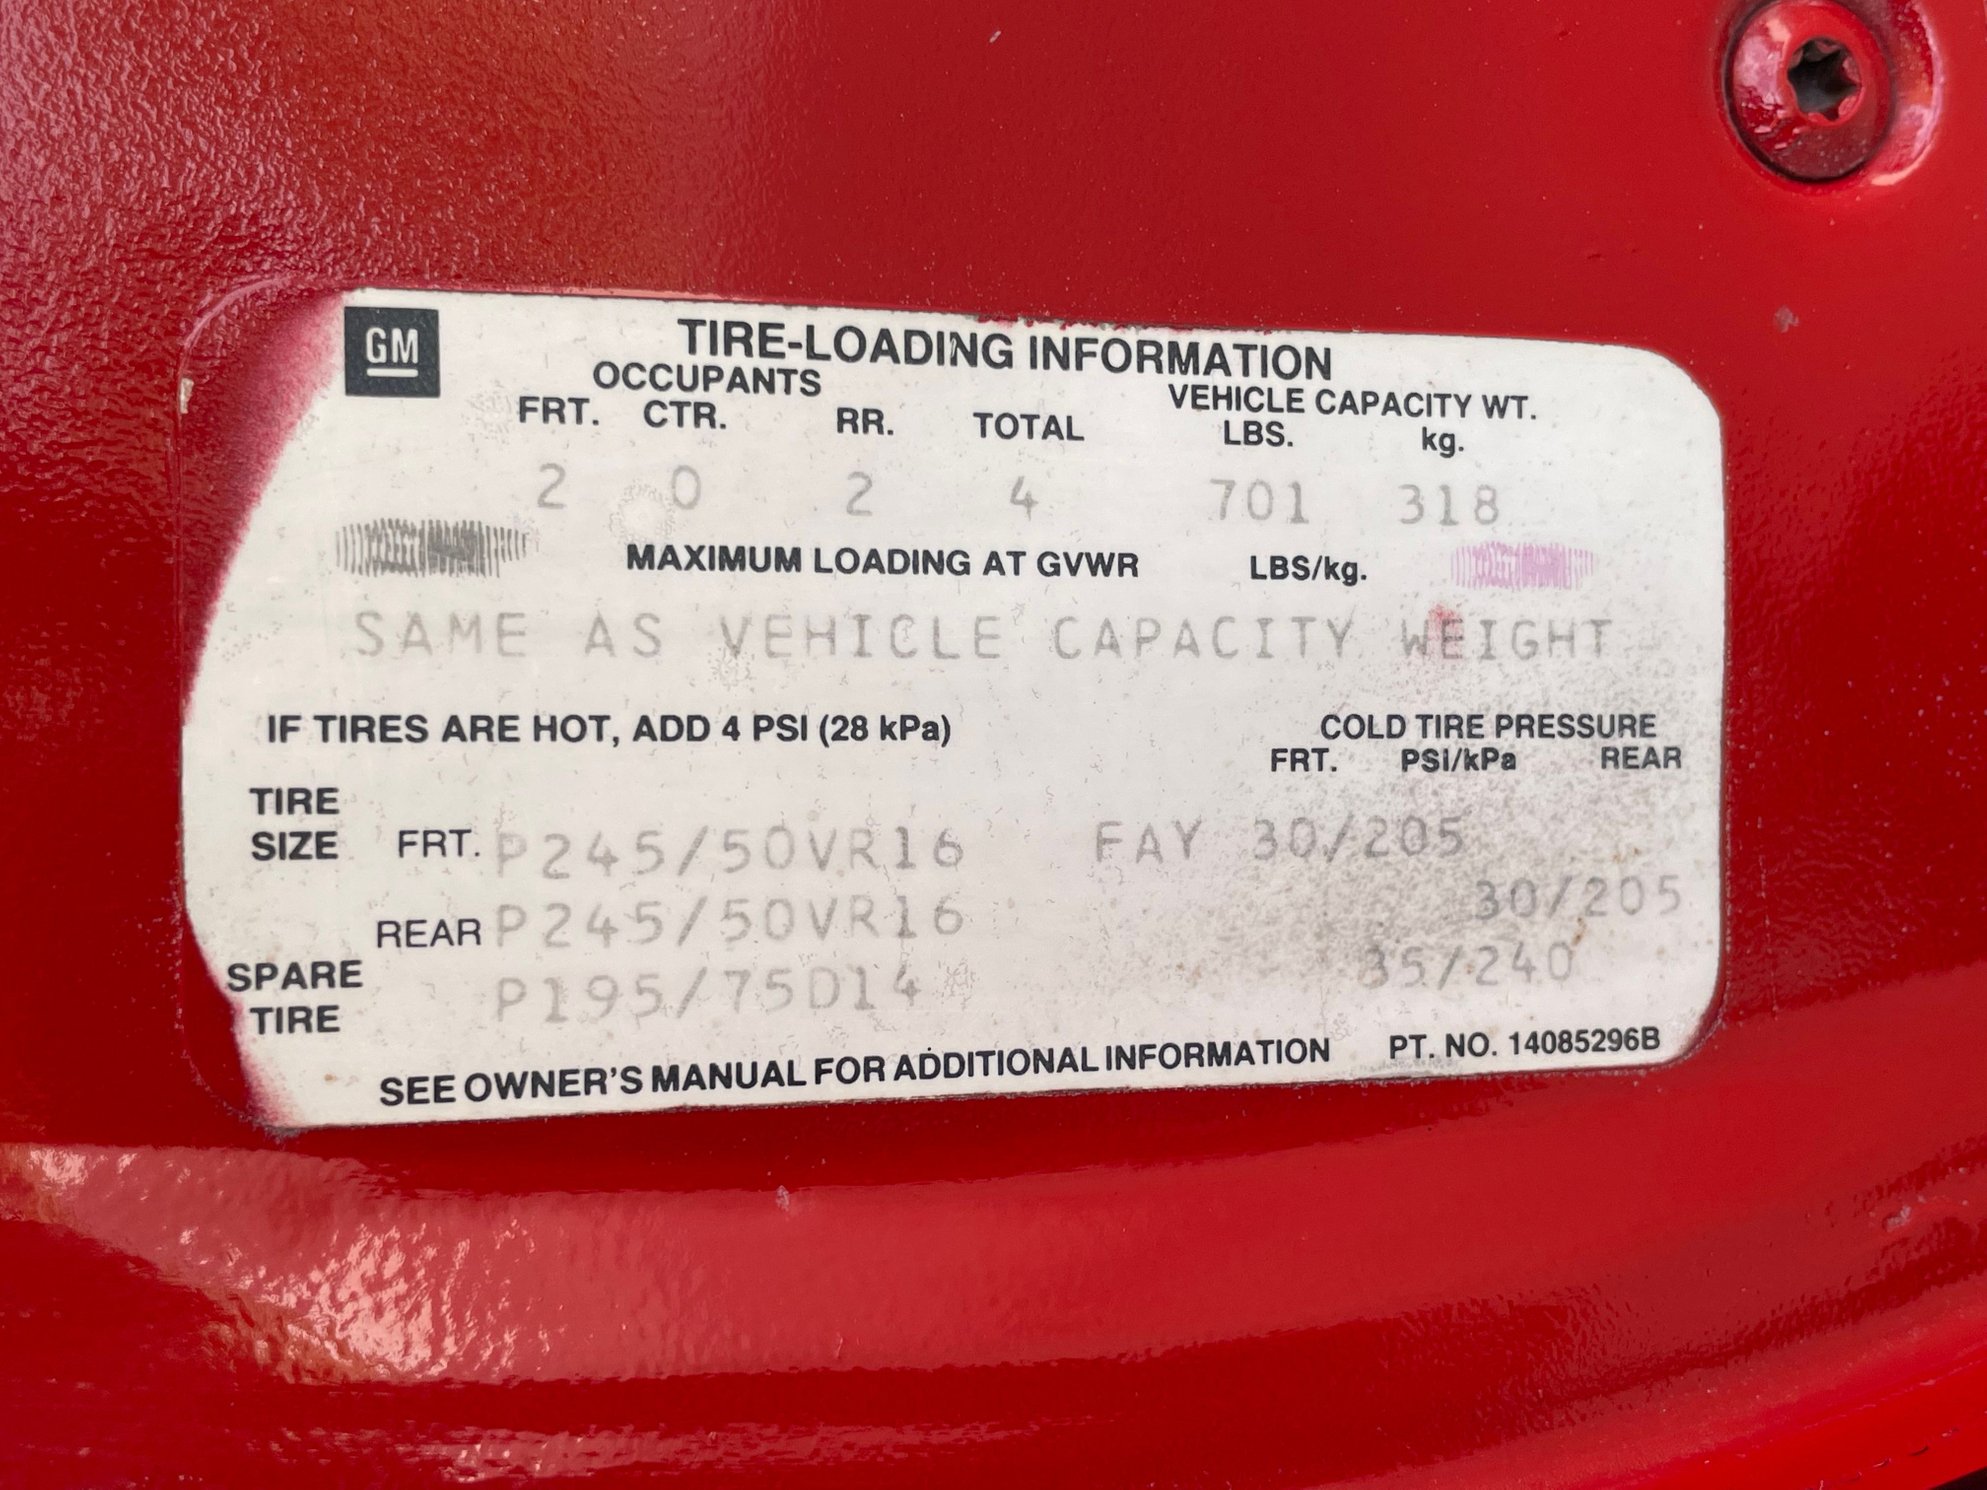 GM
TIRE-LOADING INFORMATION
OCCUPANTS VEHICLE CAPACITY WT.
FRT. CTR. RR. TOTAL LBS. kg.
2 0 2 4 701 318
MAXIMUM LOADING AT GVWR LBS/kg.
SAME AS VEHICLE CAPACITY WEIGHT
IF TIRES ARE HOT, ADD 4 PSI (28 kPa) COLD TIRE PRESSURE
FRT. PSI/kPa REAR
TIRE
SIZE FRT. P245/50VR16 FAY 30/205
REAR P245/50VR16 30/205
SPARE
TIRE P195/75D14 35/240
SEE OWNER'S MANUAL FOR ADDITIONAL INFORMATION PT. NO. 14085296B